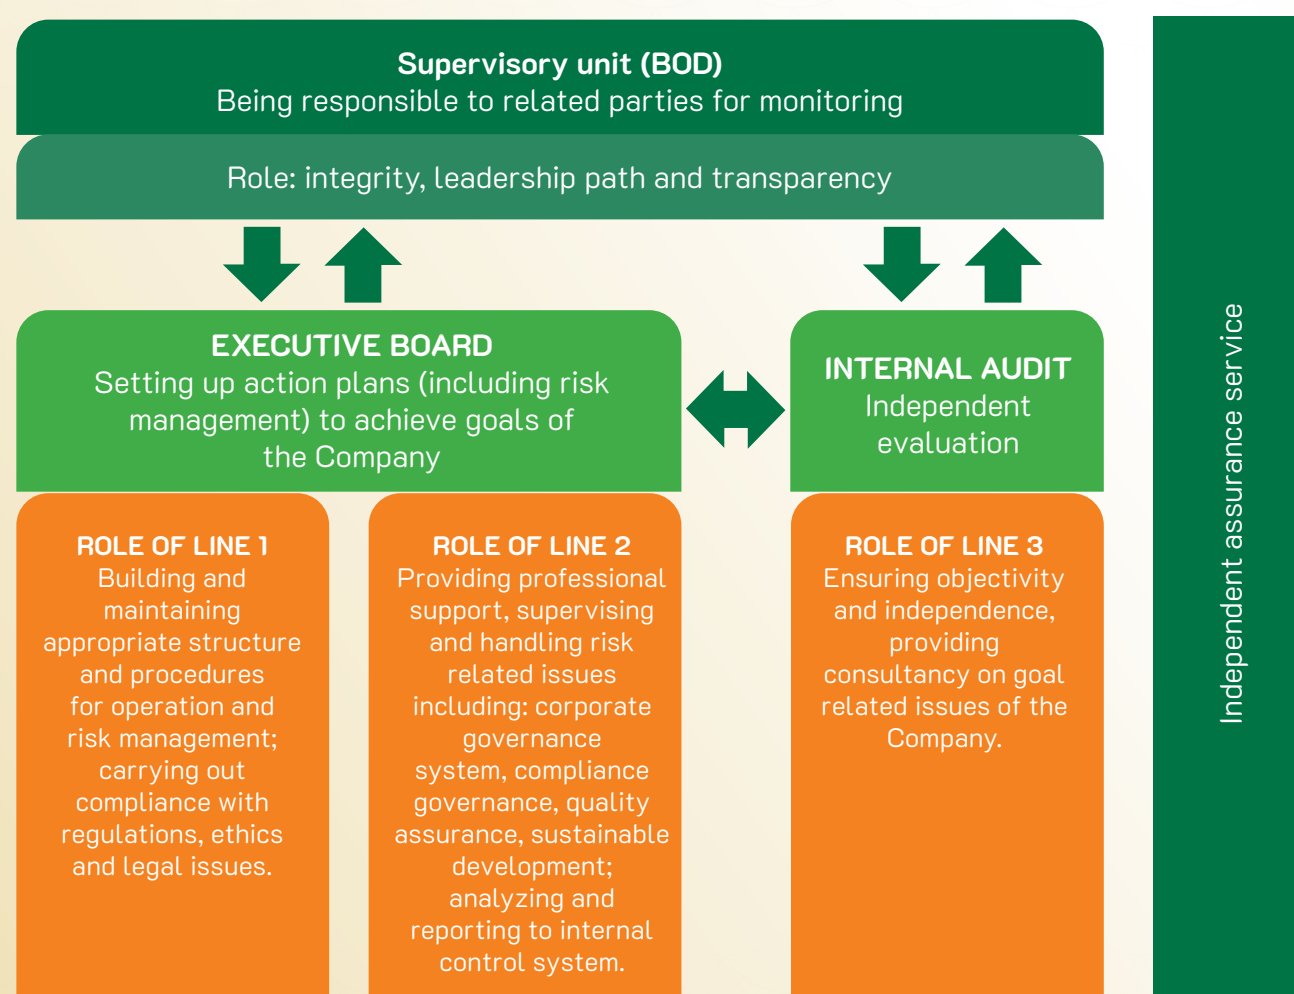 Supervisory unit (BOD)
Being responsible to related parties for monitoring
Role: integrity, leadership path and transparency
EXECUTIVE BOARD
Setting up action plans (including risk
management) to achieve goals of
the Company
INTERNAL AUDIT
Independent
evaluation
ROLE OF LINE 1
Building and
maintaining
appropriate structure
and procedures
for operation and
risk management;
carrying out
compliance with
regulations, ethics
and legal issues.
ROLE OF LINE 2
Providing professional
support, supervising
and handling risk
related issues
including: corporate
governance
system, compliance
governance, quality
assurance, sustainable
development;
analyzing and
reporting to internal
control system.
ROLE OF LINE 3
Ensuring objectivity
and independence,
providing
consultancy on goal
related issues of the
Company.
Independent assurance service